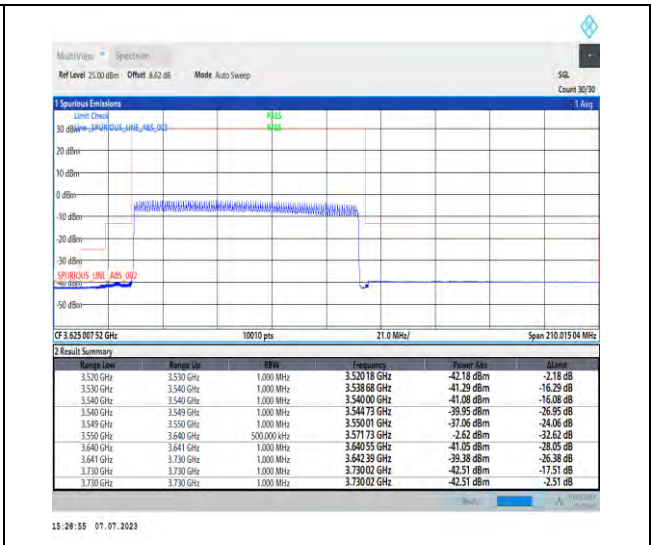 MultiView Spectrum
Ref Level 25.00 dBm Offset 8.62 dB Mode Auto Sweep SGL
Count 30/30
1 Spurious Emissions 1 Avg
Limit Check PASS
30 dBm Line _SPURIOUS_LINE_ABS_002 PASS
20 dBm
10 dBm
0 dBm
-10 dBm
-20 dBm
-30 dBm
SPURIOUS_LINE_ABS_002
-40 dBm
-50 dBm
CF 3.625 007 52 GHz 10010 pts 21.0 MHz/ Span 210.015 04 MHz
2 Result Summary
Range Low Range Up RBW Frequency Power Abs ΔLimit
3.520 GHz 3.530 GHz 1.000 MHz 3.520 18 GHz -42.18 dBm -2.18 dB
3.530 GHz 3.540 GHz 1.000 MHz 3.538 68 GHz -41.29 dBm -16.29 dB
3.540 GHz 3.540 GHz 1.000 MHz 3.540 00 GHz -41.08 dBm -16.08 dB
3.540 GHz 3.549 GHz 1.000 MHz 3.544 73 GHz -39.95 dBm -26.95 dB
3.549 GHz 3.550 GHz 1.000 MHz 3.550 01 GHz -37.06 dBm -24.06 dB
3.550 GHz 3.640 GHz 500.000 kHz 3.571 73 GHz -2.62 dBm -32.62 dB
3.640 GHz 3.641 GHz 1.000 MHz 3.640 55 GHz -41.05 dBm -28.05 dB
3.641 GHz 3.730 GHz 1.000 MHz 3.642 39 GHz -39.38 dBm -26.38 dB
3.730 GHz 3.730 GHz 1.000 MHz 3.730 02 GHz -42.51 dBm -17.51 dB
3.730 GHz 3.730 GHz 1.000 MHz 3.730 02 GHz -42.51 dBm -2.51 dB
15:28:55 07.07.2023